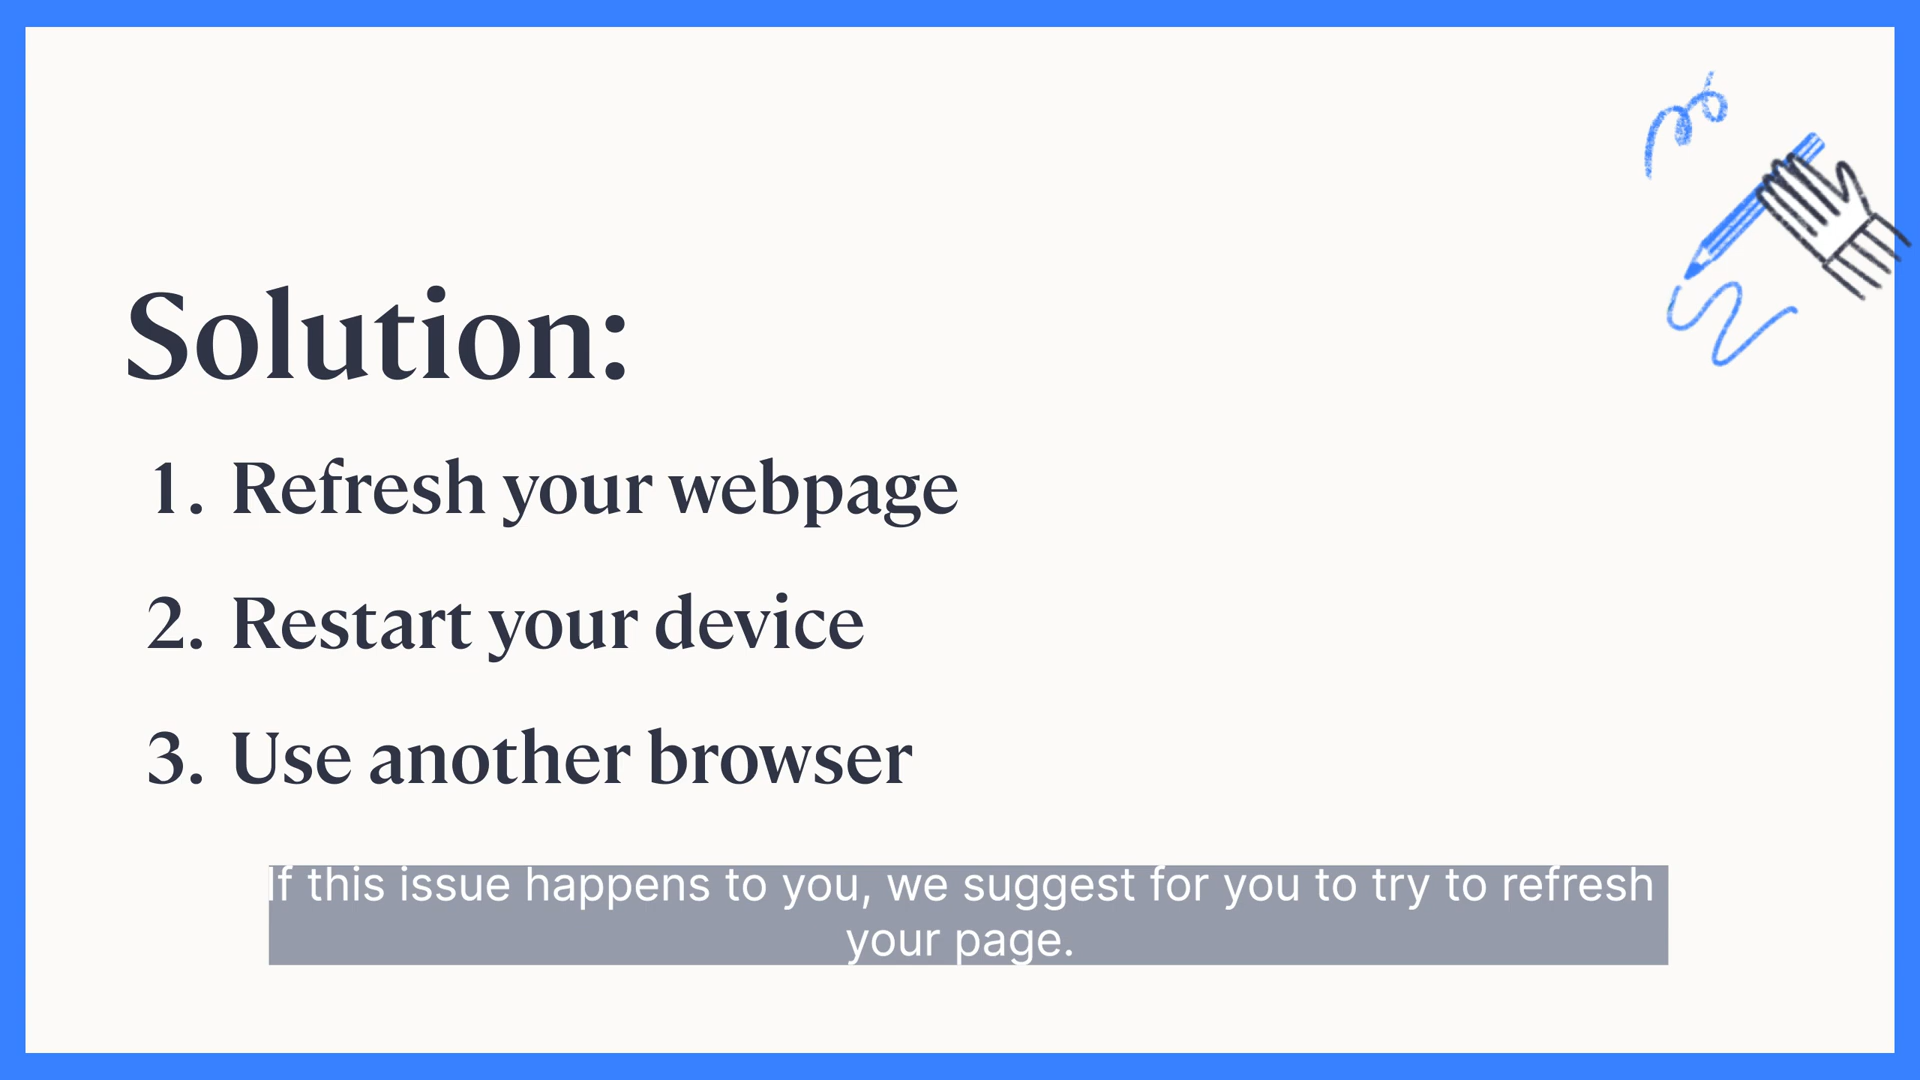 Solution:
1. Refresh your webpage
2. Restart your device
3. Use another browser
If this issue happens to you, we suggest for you to try to refresh
your page.